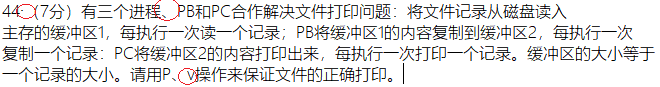 44.（7分）有三个进程、PB和PC合作解决文件打印问题：将文件记录从磁盘读入
主存的缓冲区1，每执行一次读一个记录；PB将缓冲区1的内容复制到缓冲区2，每执行一次
复制一个记录：PC将缓冲区2的内容打印出来，每执行一次打印一个记录。缓冲区的大小等于
一个记录的大小。请用P、v操作来保证文件的正确打印。